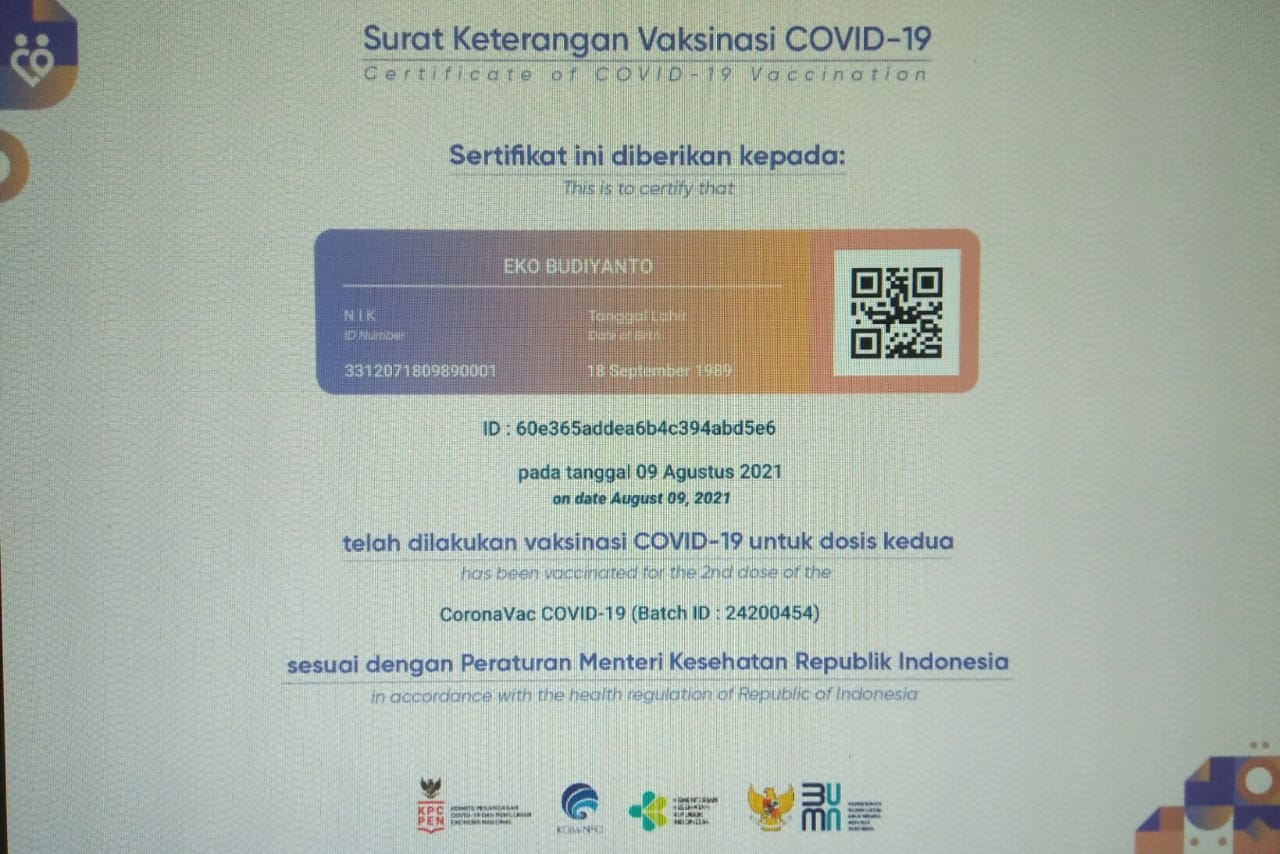 Surat Keterangan Vaksinasi COVID-19
Certificate of COVID-19 Vaccination
Sertifikat ini diberikan kepada:
This is to certify that
EKO BUDIYANTO
NIK
Tanggal Lahir
ID Number
Date of Birth
3312071809890001
18 September 1989
ID : 60e365addea6b4c394abd5e6
pada tanggal 09 Agustus 2021
on date August 09, 2021
telah dilakukan vaksinasi COVID-19 untuk dosis kedua
has been vaccinated for the 2nd dose of the
CoronaVac COVID-19 (Batch ID : 24200454)
sesuai dengan Peraturan Menteri Kesehatan Republik Indonesia
in accordance with the health regulation of Republic of Indonesia
KPC
PEN
KOMINFO
KEMENTERIAN
KESEHATAN
REPUBLIK
INDONESIA
BUMN